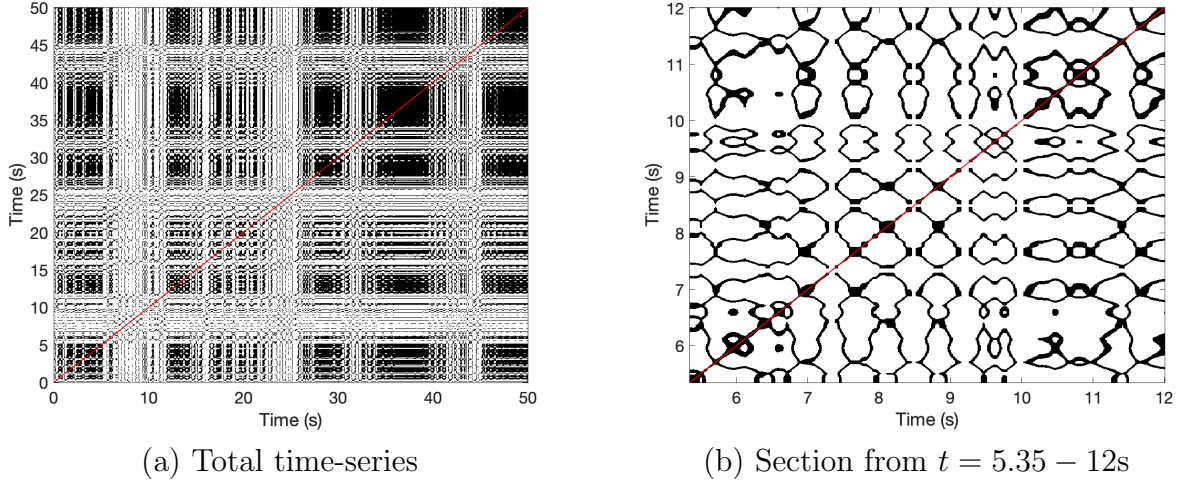 50
45
40
35
30
25
20
15
10
5
0
Time (s)
0 10 20 30 40 50
Time (s)
(a) Total time-series
12
11
10
9
8
7
6
Time (s)
6 7 8 9 10 11 12
Time (s)
(b) Section from t = 5.35 − 12s